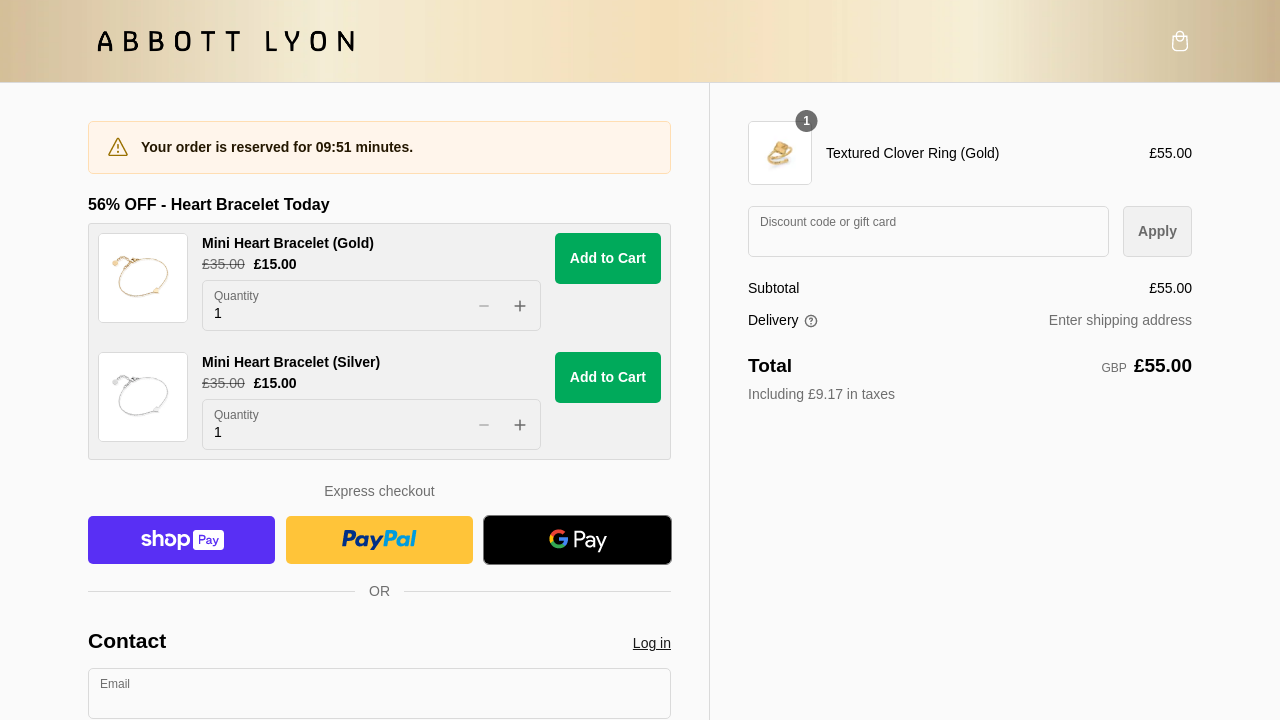 ABBOTT LYON
Your order is reserved for 09:51 minutes.
56% OFF - Heart Bracelet Today
Mini Heart Bracelet (Gold)
£35.00 £15.00
Add to Cart
Quantity
1
Mini Heart Bracelet (Silver)
£35.00 £15.00
Add to Cart
Quantity
1
Express checkout
shop Pay
PayPal
G Pay
OR
Contact
Log in
Email
1
Textured Clover Ring (Gold)
£55.00
Discount code or gift card
Apply
Subtotal
£55.00
Delivery
Enter shipping address
Total
GBP £55.00
Including £9.17 in taxes